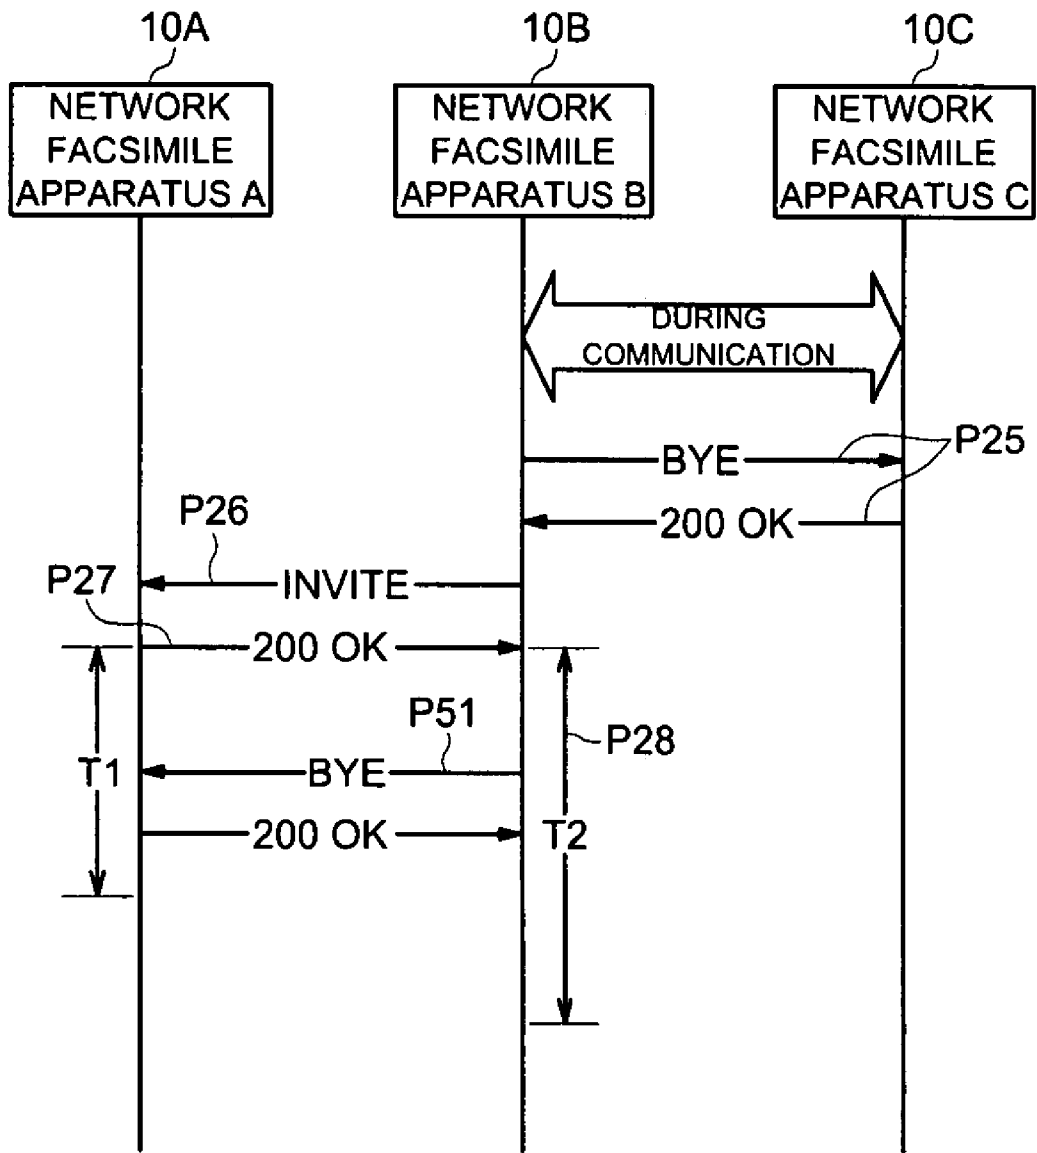 10A
10B
10C
NETWORK
FACSIMILE
APPARATUS A
NETWORK
FACSIMILE
APPARATUS B
NETWORK
FACSIMILE
APPARATUS C
DURING
COMMUNICATION
BYE
P25
200 OK
P26
INVITE
P27
200 OK
P51
P28
BYE
T1
200 OK
T2